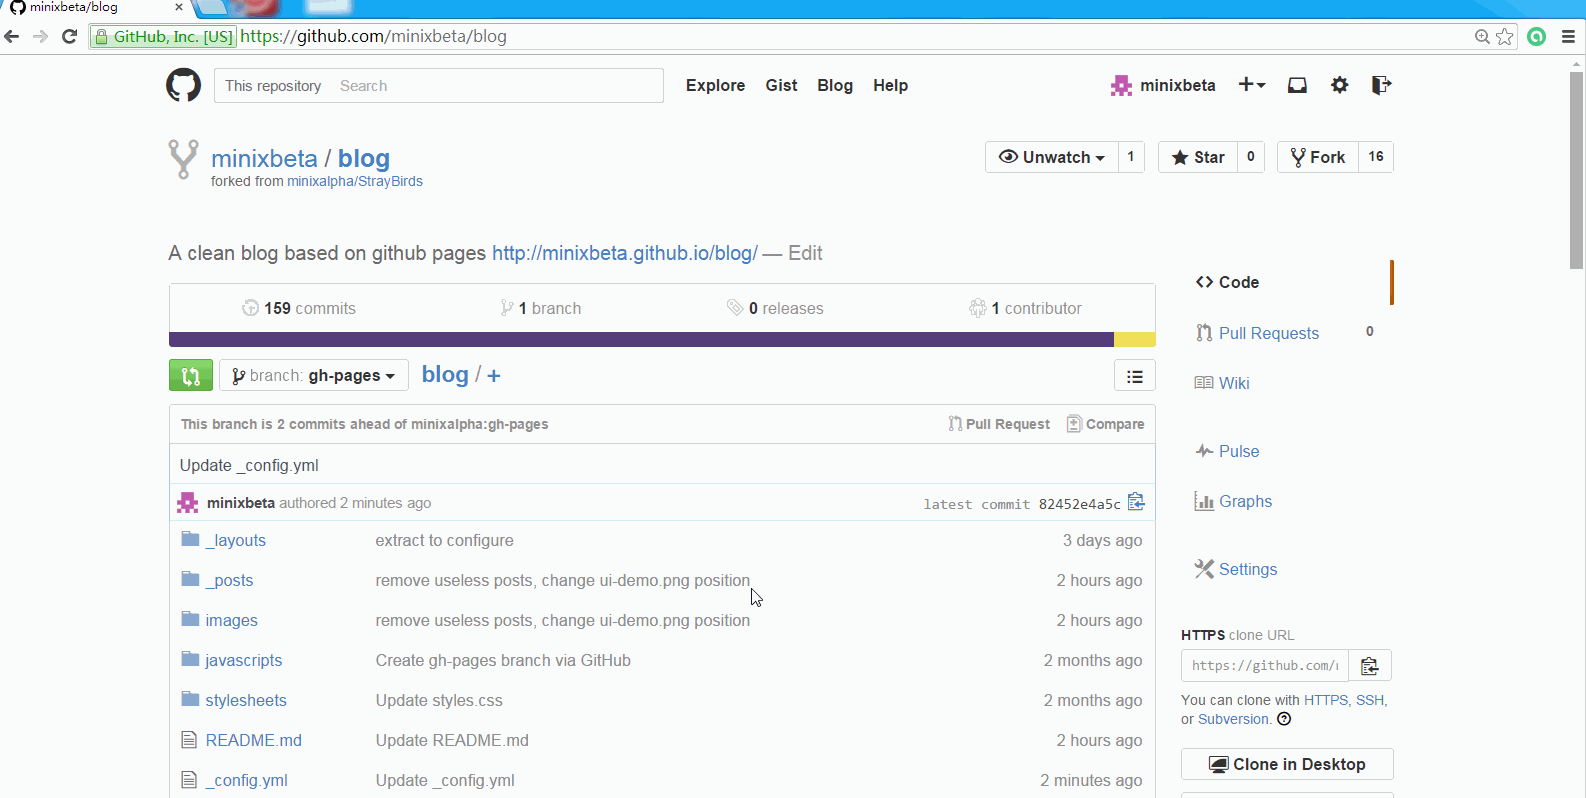 minixbeta/blog ×
GitHub, Inc. [US] https://github.com/minixbeta/blog
This repository Search Explore Gist Blog Help minixbeta
minixbeta / blog Unwatch 1 Star 0 Fork 16
forked from minixalpha/StrayBirds
A clean blog based on github pages http://minixbeta.github.io/blog/ — Edit
159 commits 1 branch 0 releases 1 contributor
branch: gh-pages blog / +
This branch is 2 commits ahead of minixalpha:gh-pages Pull Request Compare
Update _config.yml
minixbeta authored 2 minutes ago latest commit 82452e4a5c
_layouts extract to configure 3 days ago
_posts remove useless posts, change ui-demo.png position 2 hours ago
images remove useless posts, change ui-demo.png position 2 hours ago
javascripts Create gh-pages branch via GitHub 2 months ago
stylesheets Update styles.css 2 months ago
README.md Update README.md 2 hours ago
_config.yml Update _config.yml 2 minutes ago
Code
Pull Requests 0
Wiki
Pulse
Graphs
Settings
HTTPS clone URL
https://github.com/
You can clone with HTTPS, SSH,
or Subversion.
Clone in Desktop